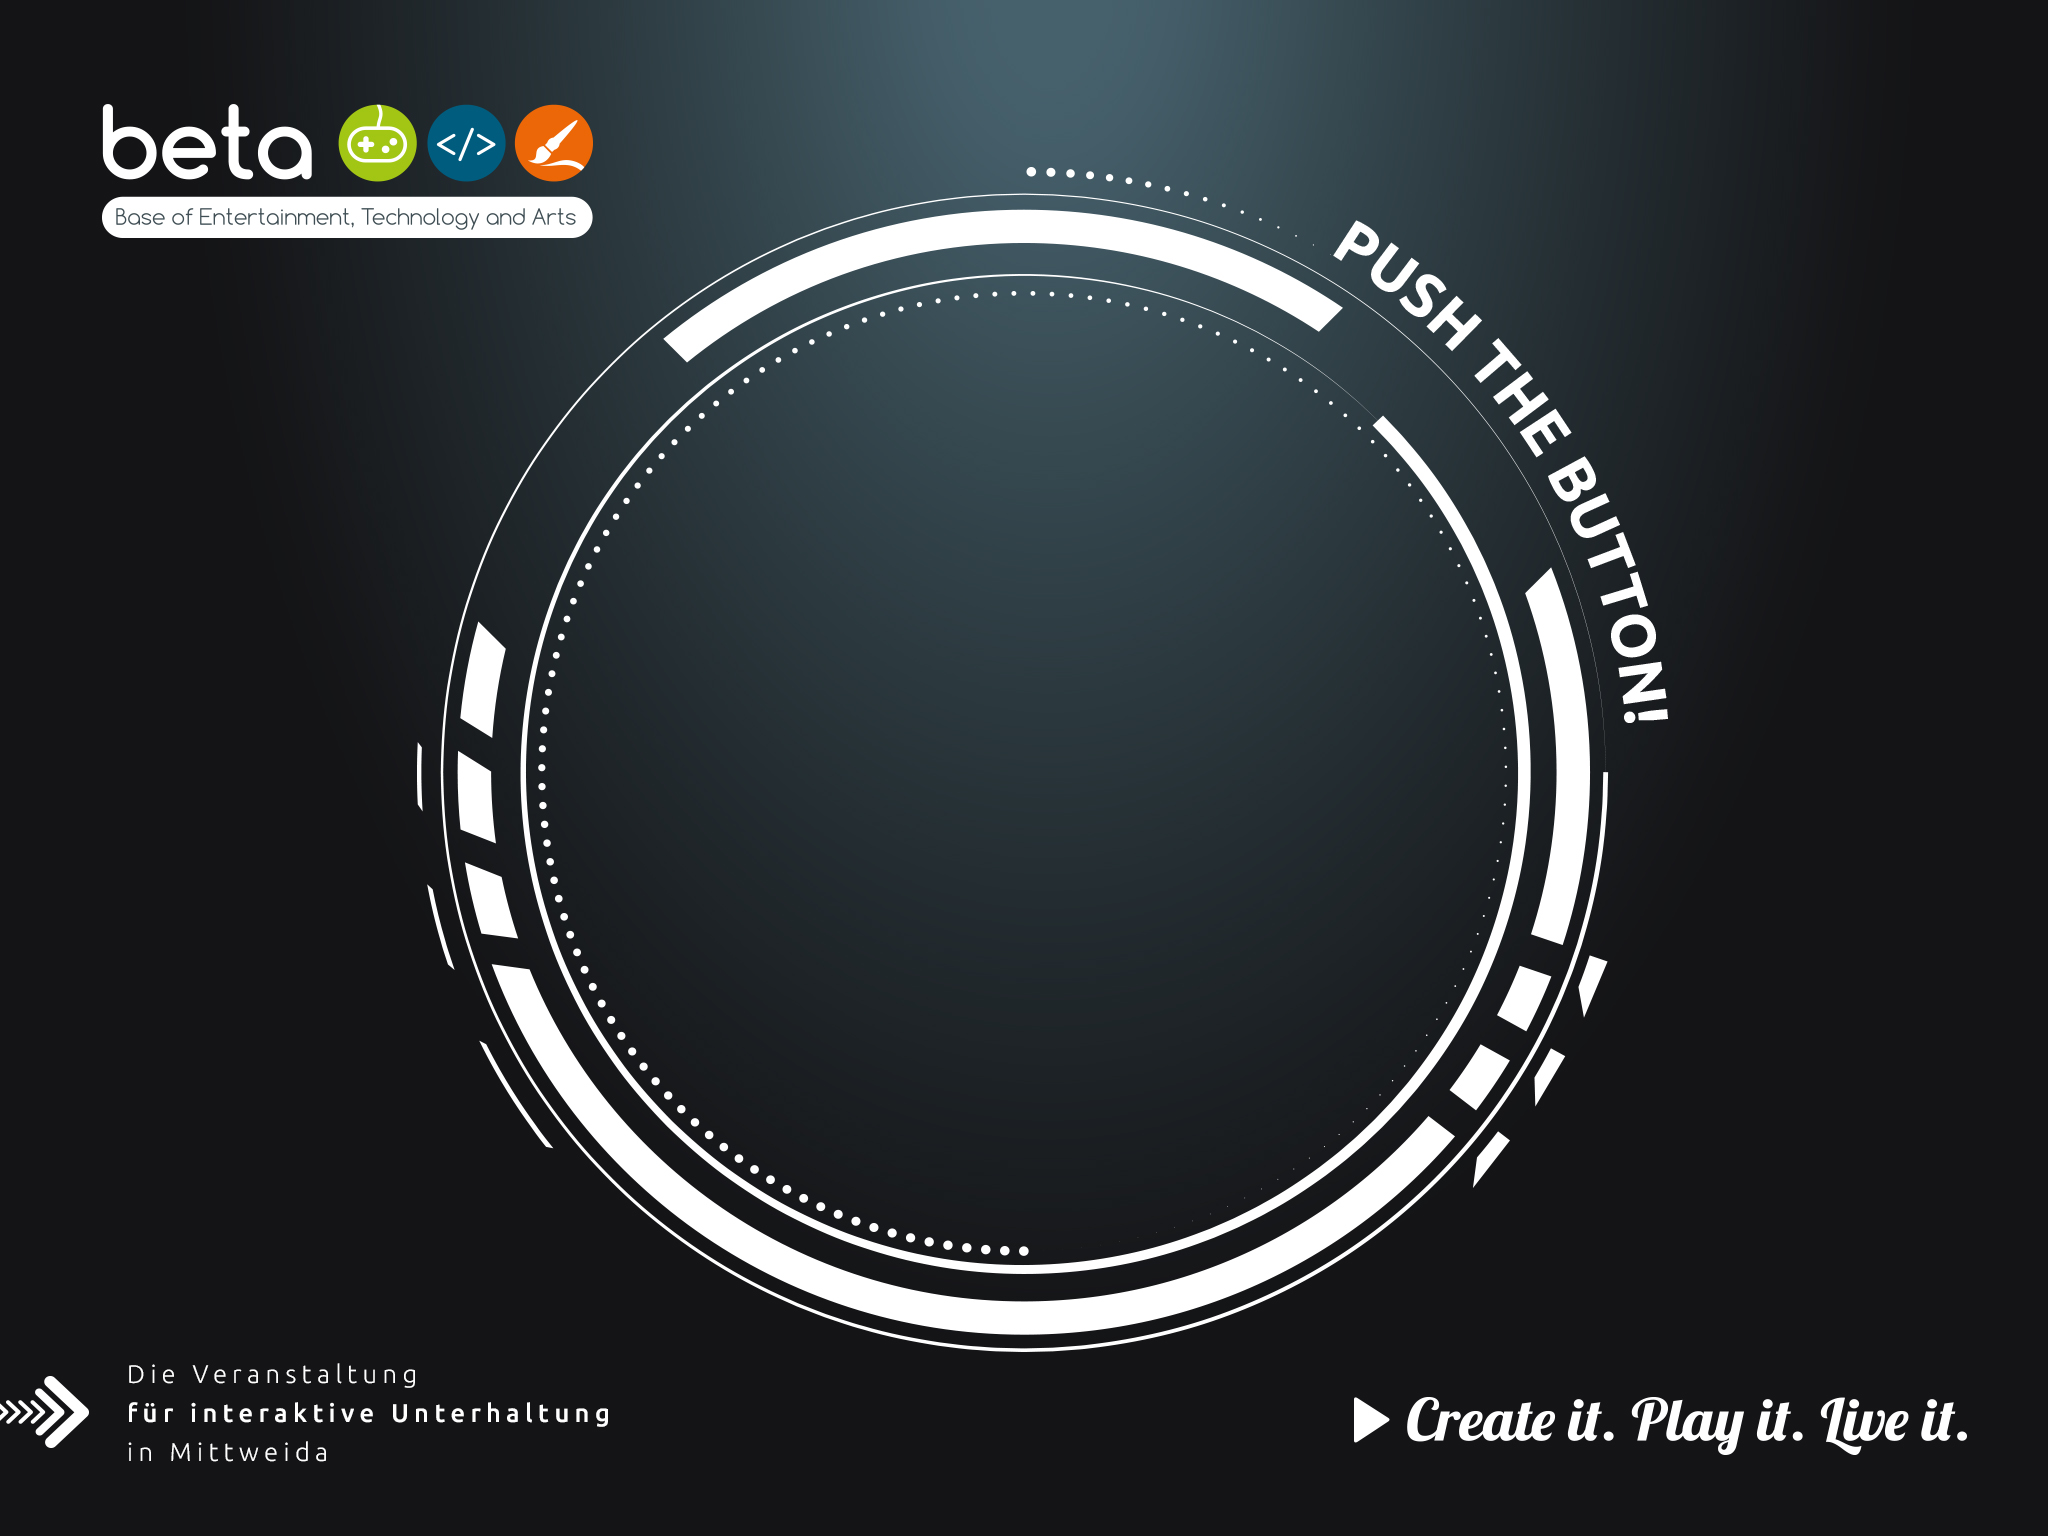 beta
</>
Base of Entertainment, Technology and Arts
PUSH THE BUTTON!
Die Veranstaltung
für interaktive Unterhaltung
in Mittweida
Create it. Play it. Live it.